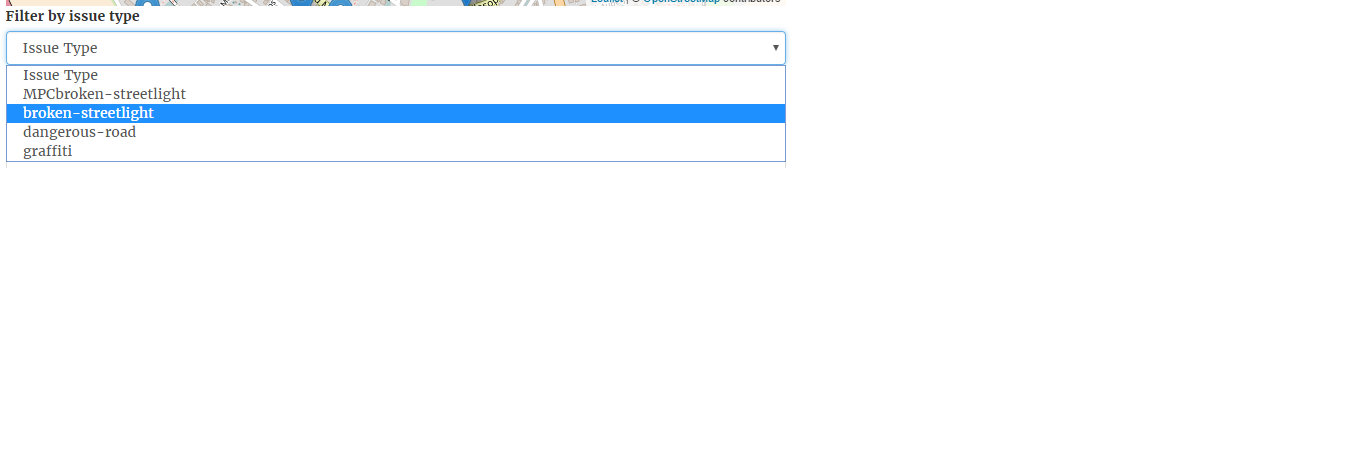 Leaflet | © OpenStreetMap contributors
Filter by issue type
Issue Type
Issue Type
MPCbroken-streetlight
broken-streetlight
dangerous-road
graffiti